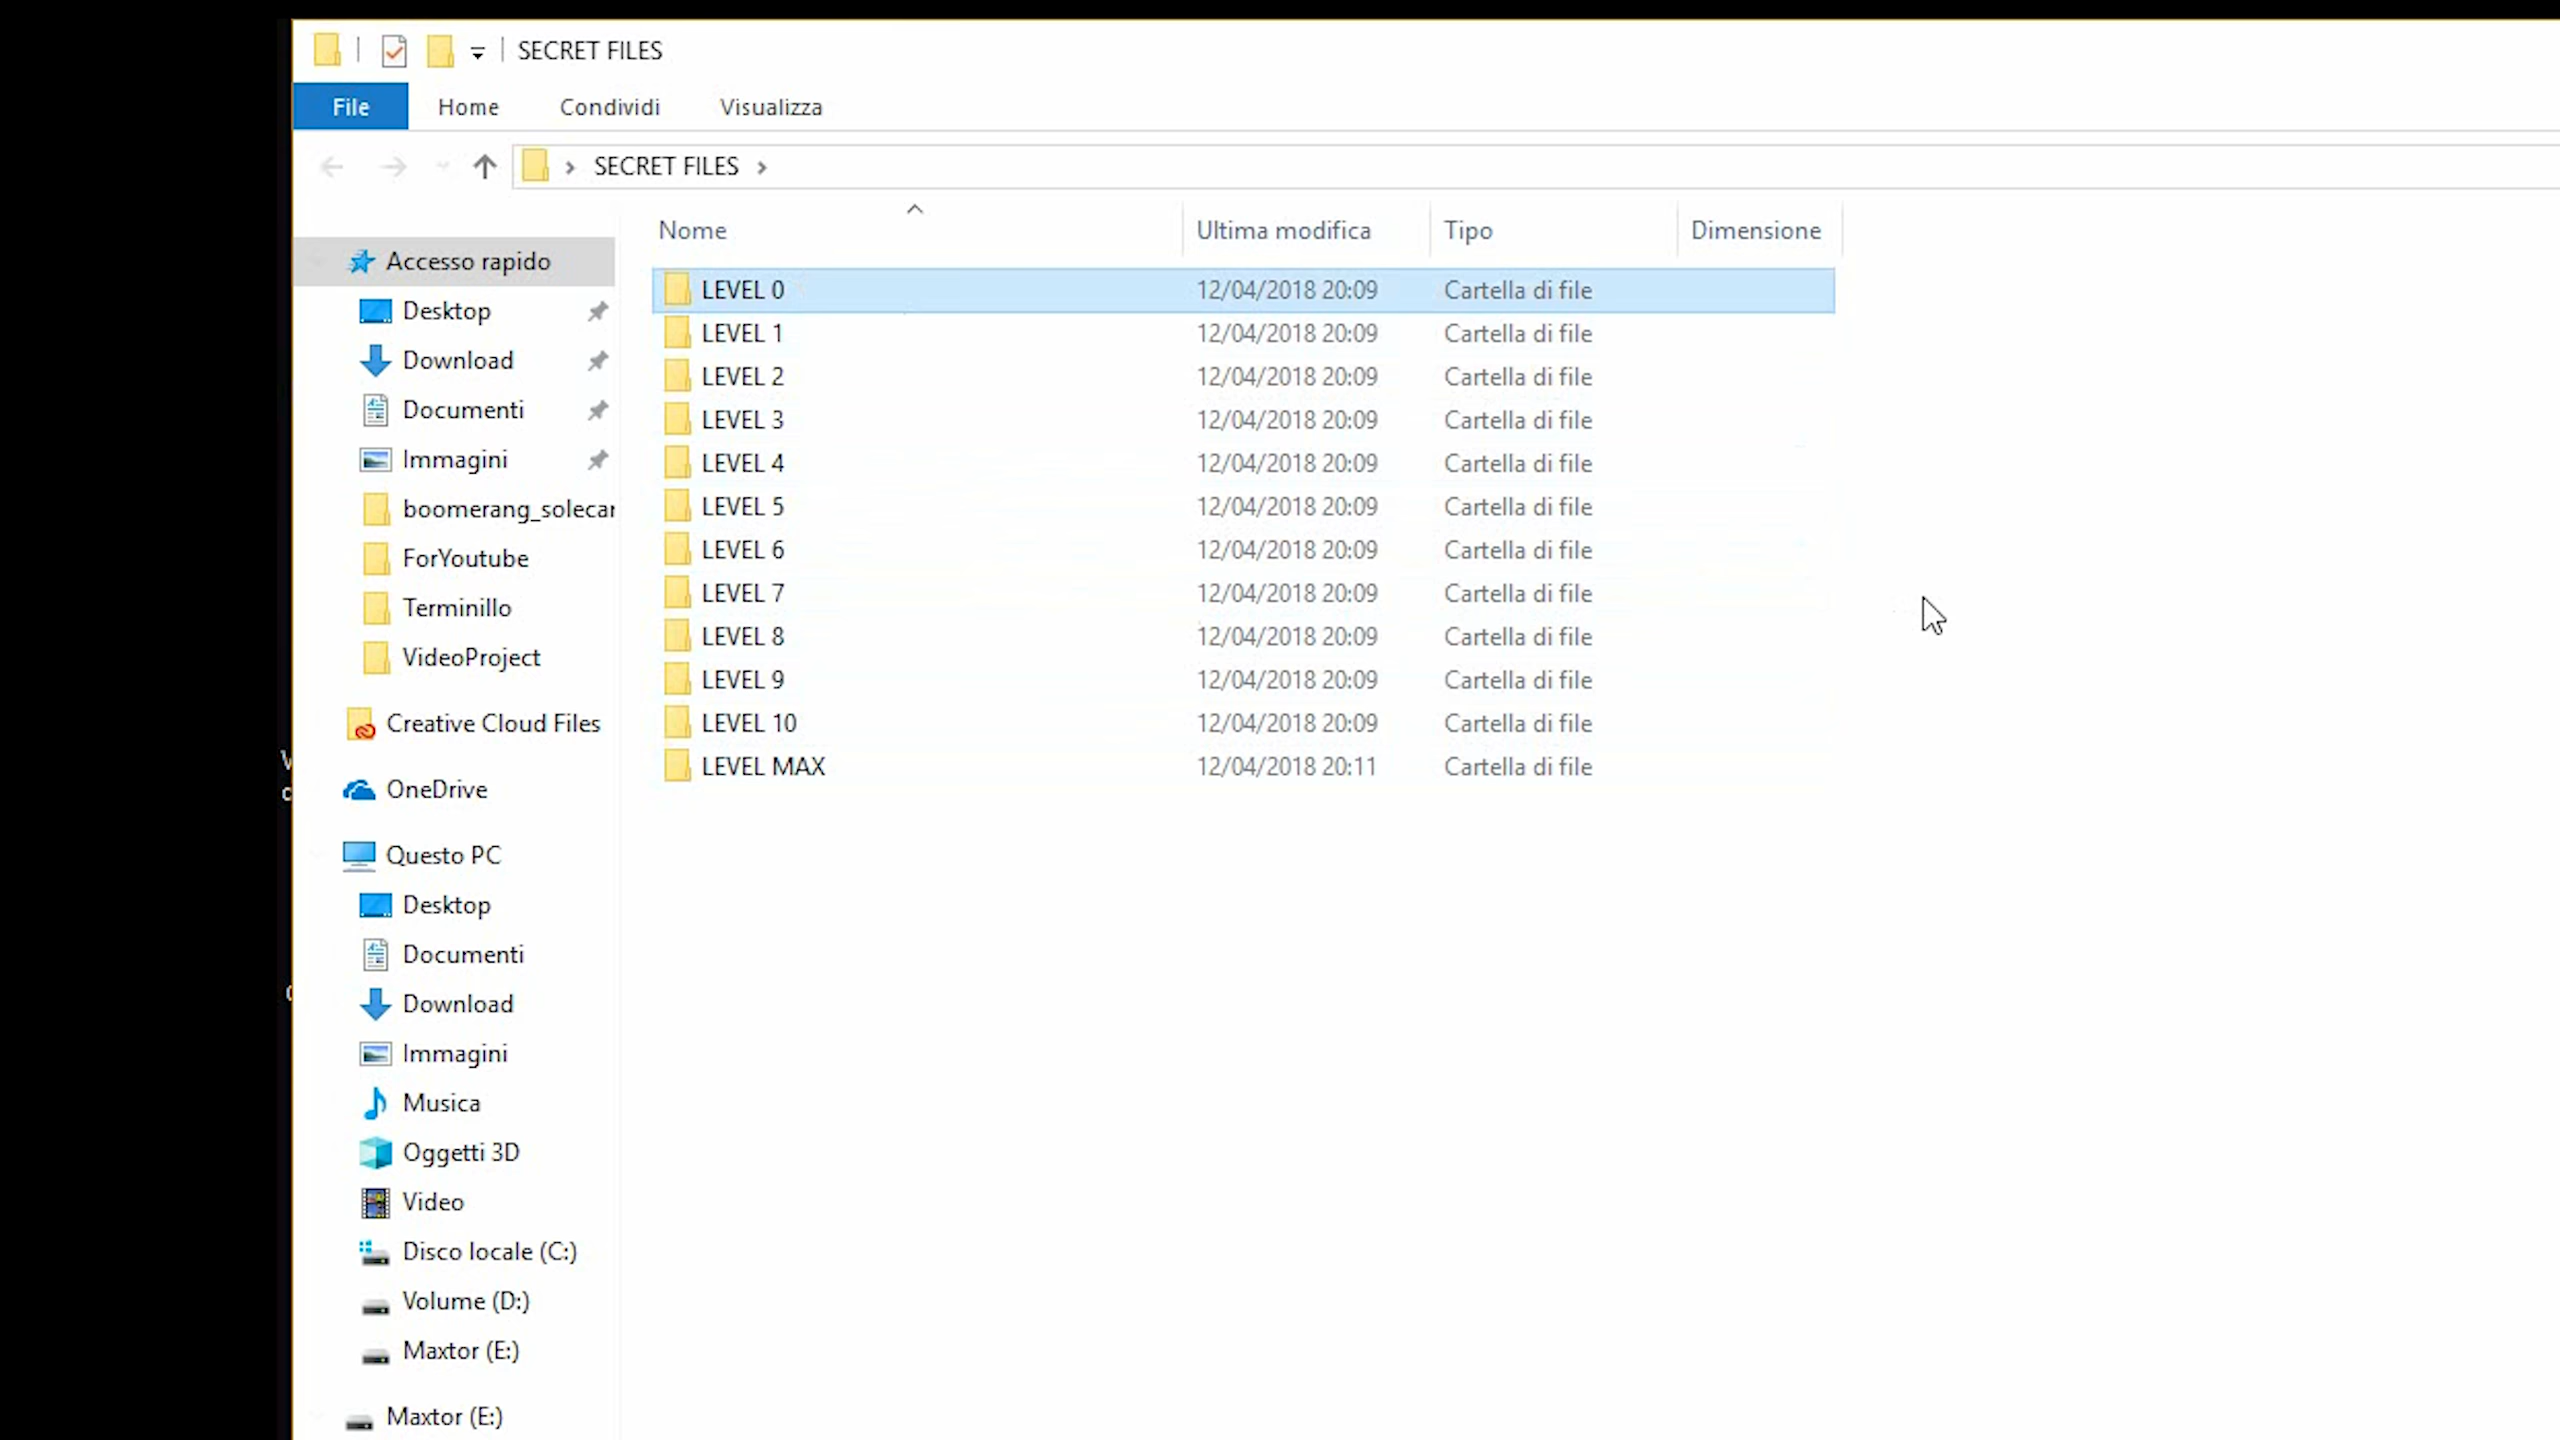 SECRET FILES
File Home Condividi Visualizza
SECRET FILES
Nome Ultima modifica Tipo Dimensione
Accesso rapido
Desktop
Download
Documenti
Immagini
boomerang_solecar
ForYoutube
Terminillo
VideoProject
Creative Cloud Files
OneDrive
Questo PC
Desktop
Documenti
Download
Immagini
Musica
Oggetti 3D
Video
Disco locale (C:)
Volume (D:)
Maxtor (E:)
Maxtor (E:)
LEVEL 0 12/04/2018 20:09 Cartella di file
LEVEL 1 12/04/2018 20:09 Cartella di file
LEVEL 2 12/04/2018 20:09 Cartella di file
LEVEL 3 12/04/2018 20:09 Cartella di file
LEVEL 4 12/04/2018 20:09 Cartella di file
LEVEL 5 12/04/2018 20:09 Cartella di file
LEVEL 6 12/04/2018 20:09 Cartella di file
LEVEL 7 12/04/2018 20:09 Cartella di file
LEVEL 8 12/04/2018 20:09 Cartella di file
LEVEL 9 12/04/2018 20:09 Cartella di file
LEVEL 10 12/04/2018 20:09 Cartella di file
LEVEL MAX 12/04/2018 20:11 Cartella di file